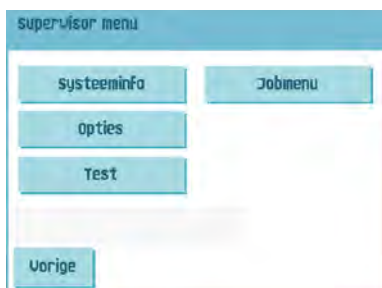 Supervisor menu
Systeeminfo
Jobmenu
Opties
Test
Vorige